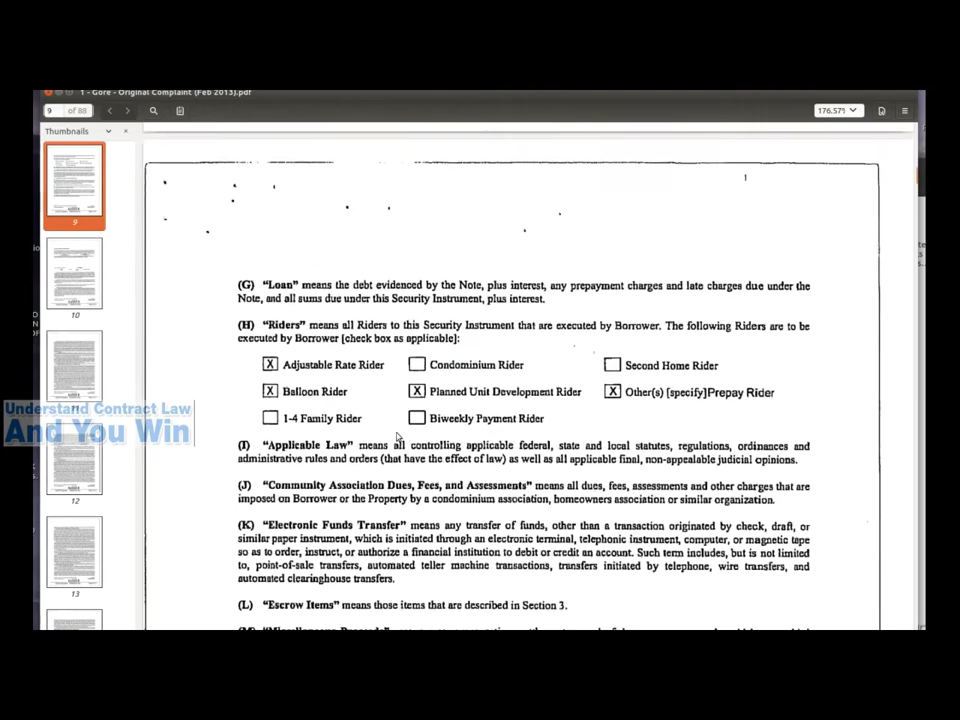 1 - Gore - Original Complaint (Feb 2013).pdf
9 of 88
176.57%
Thumbnails
1
(G) "Loan" means the debt evidenced by the Note, plus interest, any prepayment charges and late charges due under the
Note, and all sums due under this Security Instrument, plus interest.
(H) "Riders" means all Riders to this Security Instrument that are executed by Borrower. The following Riders are to be
executed by Borrower [check box as applicable]:
X Adjustable Rate Rider Condominium Rider Second Home Rider
X Balloon Rider X Planned Unit Development Rider X Other(s) [specify]Prepay Rider
1-4 Family Rider Biweekly Payment Rider
(I) "Applicable Law" means all controlling applicable federal, state and local statutes, regulations, ordinances and
administrative rules and orders (that have the effect of law) as well as all applicable final, non-appealable judicial opinions.
(J) "Community Association Dues, Fees, and Assessments" means all dues, fees, assessments and other charges that are
imposed on Borrower or the Property by a condominium association, homeowners association or similar organization.
(K) "Electronic Funds Transfer" means any transfer of funds, other than a transaction originated by check, draft, or
similar paper instrument, which is initiated through an electronic terminal, telephonic instrument, computer, or magnetic tape
so as to order, instruct, or authorize a financial institution to debit or credit an account. Such term includes, but is not limited
to, point-of-sale transfers, automated teller machine transactions, transfers initiated by telephone, wire transfers, and
automated clearinghouse transfers.
(L) "Escrow Items" means those items that are described in Section 3.
9
10
11
12
13
Understand Contract Law
And You Win